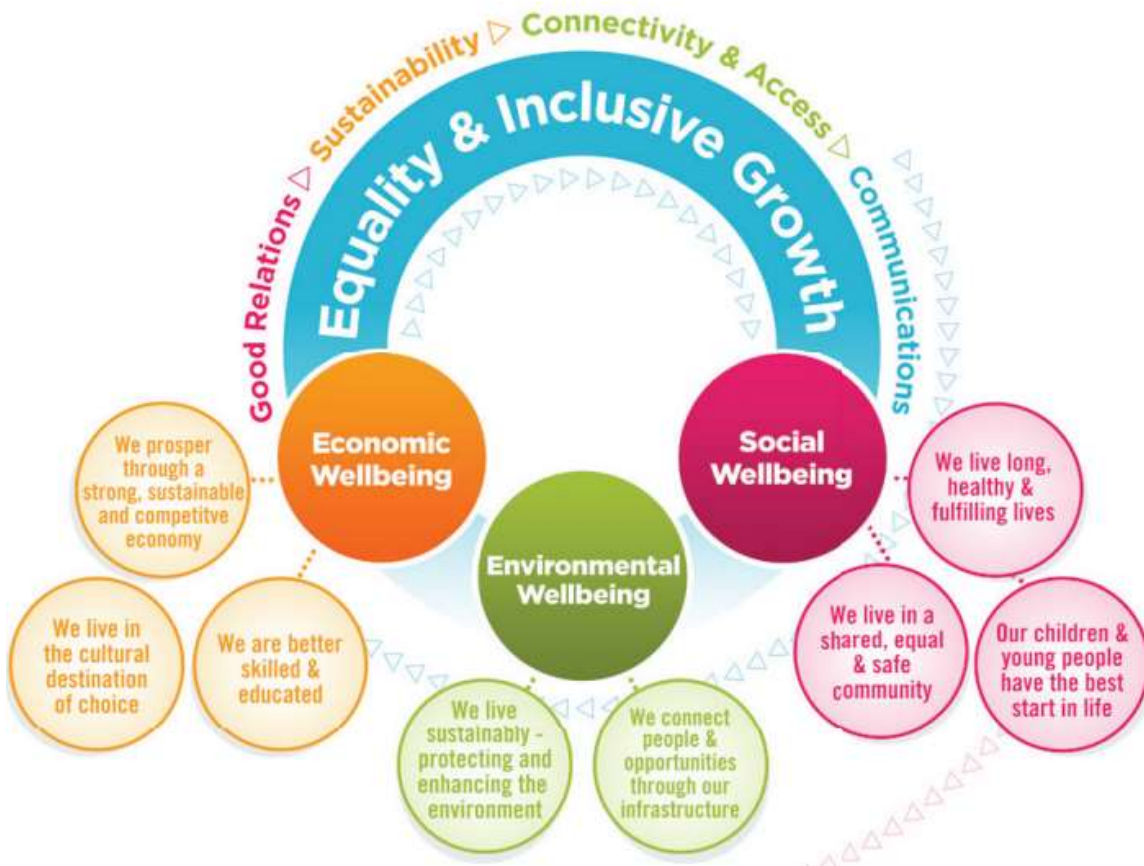 Good Relations ▷ Sustainability ▷ Connectivity & Access ▷ Communications
Equality & Inclusive Growth
Economic
Wellbeing
We prosper
through a
strong, sustainable
and competitve
economy
We live in
the cultural
destination
of choice
We are better
skilled &
educated
Environmental
Wellbeing
We live
sustainably -
protecting and
enhancing the
environment
We connect
people &
opportunities
through our
infrastructure
Social
Wellbeing
We live long,
healthy &
fulfilling lives
We live in a
shared, equal
& safe
community
Our children &
young people
have the best
start in life